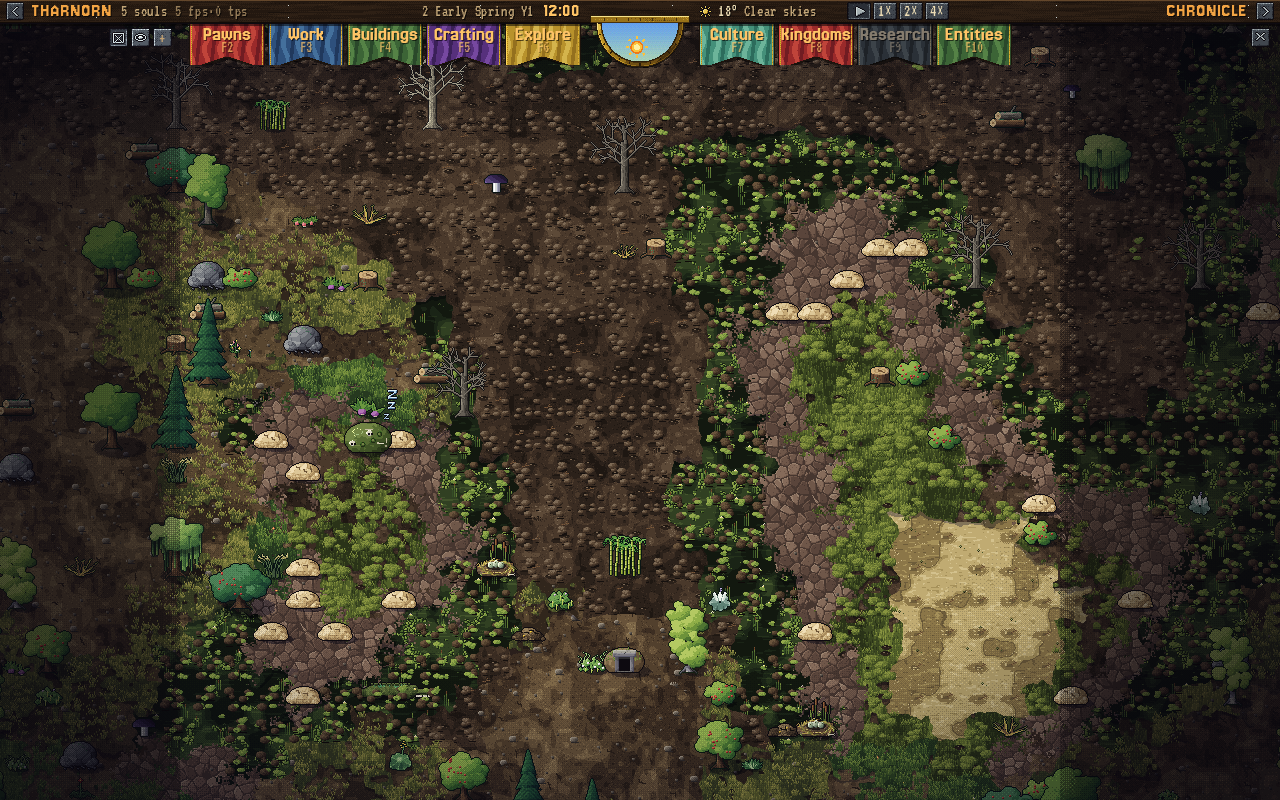 THARNORN 5 souls 5 fps·0 tps 2 Early Spring Y1 12:00 18° Clear skies 1X 2X 4X CHRONICLE
Pawns Work Buildings Crafting Explore Culture Kingdoms Research Entities
F2 F3 F4 F5 F6 F7 F8 F9 F10
z Z Z Z